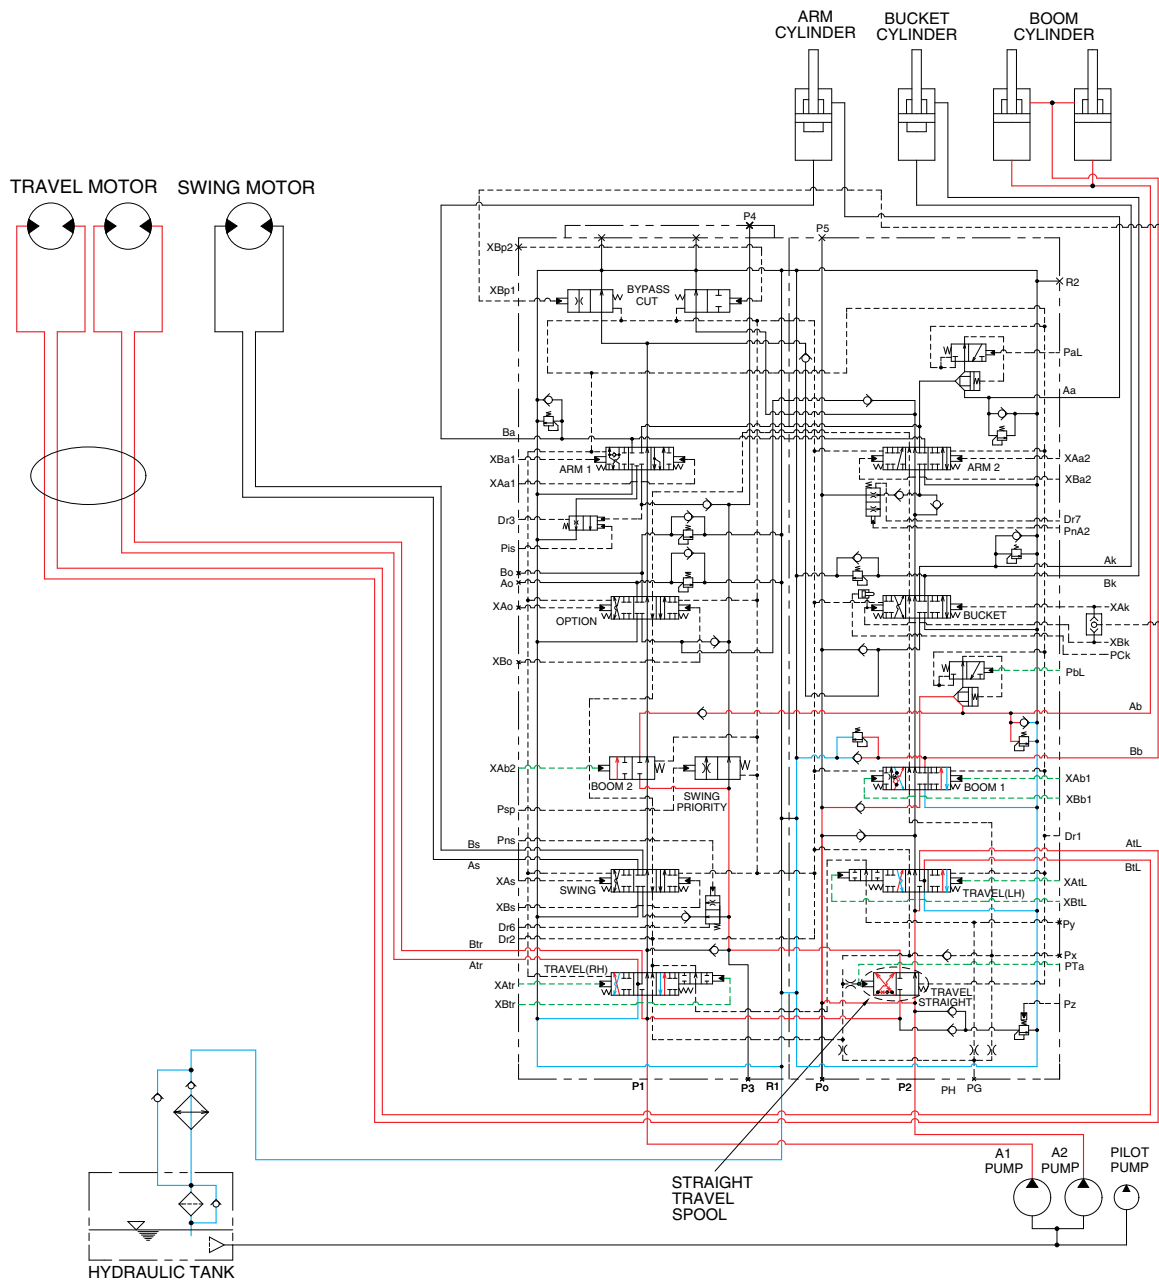 ARM
CYLINDER
BUCKET
CYLINDER
BOOM
CYLINDER
TRAVEL MOTOR
SWING MOTOR
P4
P5
XBp2
XBp1
BYPASS
CUT
R2
PaL
Aa
Ba
XBa1
ARM 1
XAa1
ARM 2
XAa2
XBa2
Dr3
Pis
Dr7
PnA2
Bo
Ao
Ak
Bk
XAo
OPTION
BUCKET
XAk
XBk
PCk
XBo
PbL
Ab
Bb
XAb2
BOOM 2
SWING
PRIORITY
BOOM 1
XAb1
XBb1
Psp
Pns
Dr1
Bs
As
AtL
BtL
XAs
SWING
XBs
TRAVEL(LH)
XAtL
XBtL
Dr6
Dr2
Py
Btr
Atr
TRAVEL(RH)
Px
PTa
XAtr
XBtr
TRAVEL
STRAIGHT
Pz
P1
P3
R1
Po
P2
PH
PG
STRAIGHT
TRAVEL
SPOOL
A1
PUMP
A2
PUMP
PILOT
PUMP
HYDRAULIC TANK